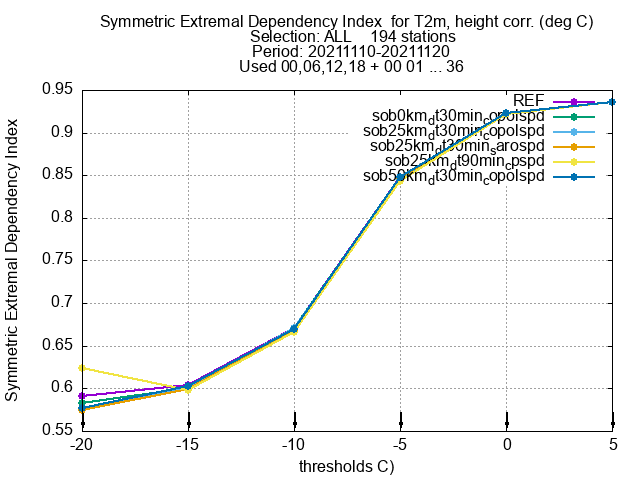 Symmetric Extremal Dependency Index  for T2m, height corr. (deg C)
Selection: ALL    194 stations
Period: 20211110-20211120
Used 00,06,12,18 + 00 01 ... 36
Symmetric Extremal Dependency Index
0.95
0.9
0.85
0.8
0.75
0.7
0.65
0.6
0.55
REF
sob0km_dt30min_copolspd
sob25km_dt30min_copolspd
sob25km_dt30min_sarospd
sob25km_dt90min_cpspd
sob50km_dt30min_copolspd
-20 -15 -10 -5 0 5
thresholds C)